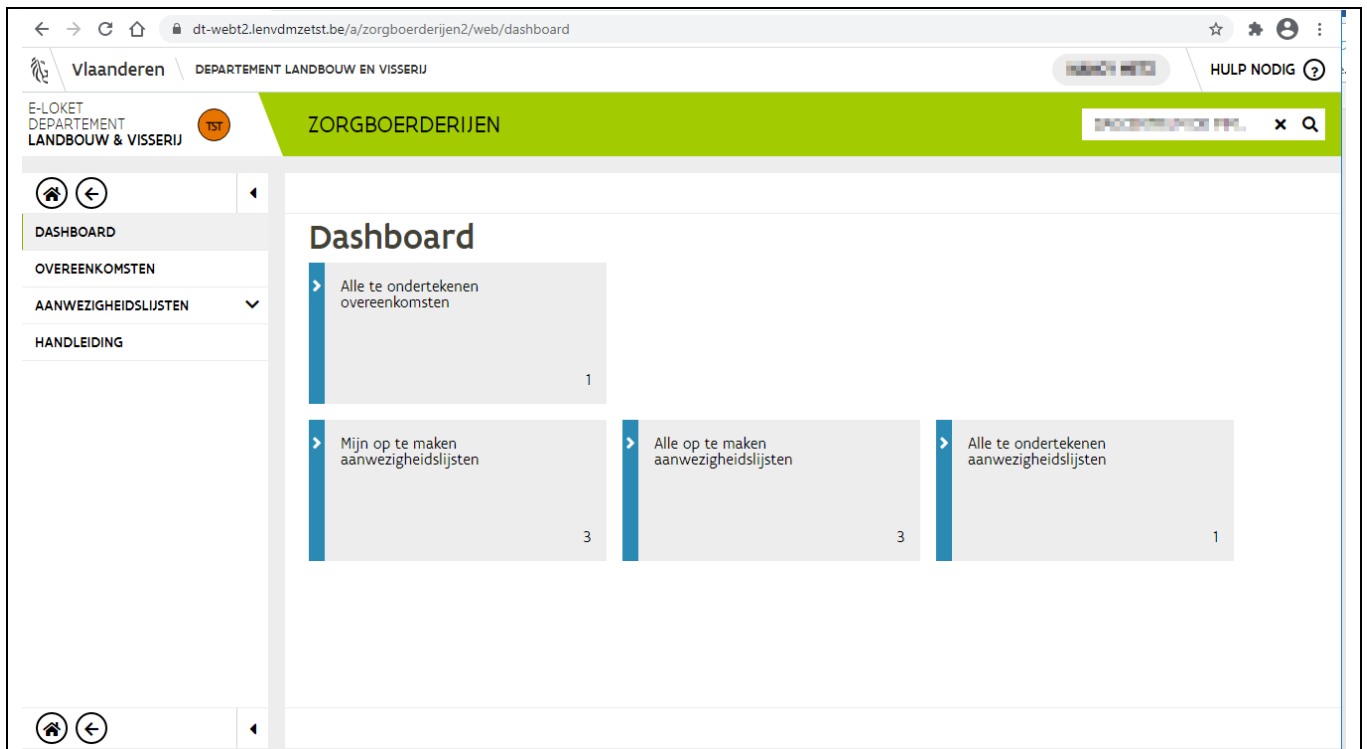 dt-webt2.lenvdmzetst.be/a/zorgboerderijen2/web/dashboard
Vlaanderen DEPARTEMENT LANDBOUW EN VISSERIJ
HULP NODIG ?
E-LOKET
DEPARTEMENT
LANDBOUW & VISSERIJ
TST
ZORGBOERDERIJEN
DASHBOARD
OVEREENKOMSTEN
AANWEZIGHEIDSLIJSTEN
HANDLEIDING
Dashboard
Alle te ondertekenen
overeenkomsten
1
Mijn op te maken
aanwezigheidslijsten
3
Alle op te maken
aanwezigheidslijsten
3
Alle te ondertekenen
aanwezigheidslijsten
1